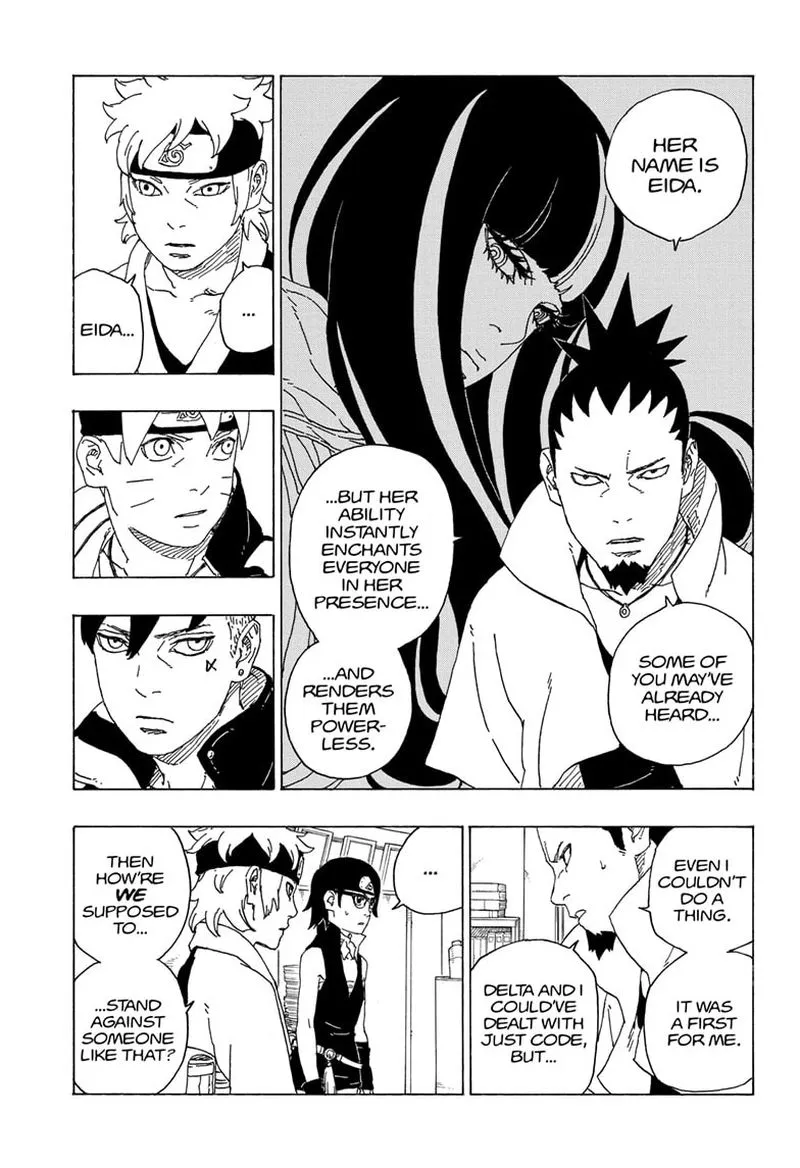 HER
NAME IS
EIDA.
SOME OF
YOU MAY'VE
ALREADY
HEARD...
...BUT HER
ABILITY
INSTANTLY
ENCHANTS
EVERYONE
IN HER
PRESENCE...
...AND
RENDERS
THEM
POWER-
LESS.
...
EIDA...
EVEN I
COULDN'T
DO A
THING.
IT WAS
A FIRST
FOR ME.
DELTA AND I
COULD'VE
DEALT WITH
JUST CODE,
BUT...
...
THEN
HOW'RE
WE
SUPPOSED
TO...
...STAND
AGAINST
SOMEONE
LIKE THAT?